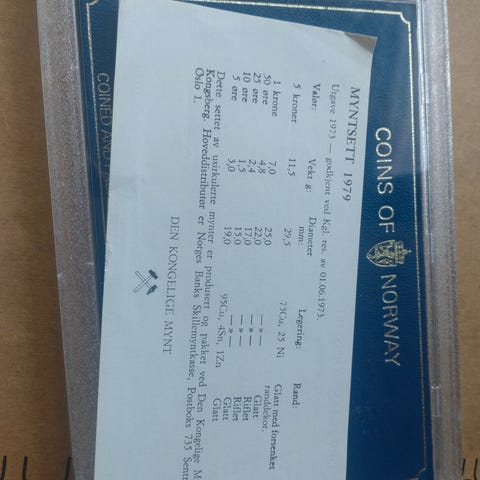 COINS OF NORWAY
MYNTSETT 1979
Utgave 1973 — godkjent ved Kgl. res. av 01.06.1973.
Valør: Vekt g: Diameter mm: Legering: Rand:
5 kroner 11,5 29,5 75Cu, 25 Ni Glatt med forsenket randdekor.
1 krone 7,0 25,0 —»— Glatt
50 øre 4,8 22,0 —»— Glatt
25 øre 2,4 17,0 —»— Riflet
10 øre 1,5 15,0 —»— Riflet
5 øre 3,0 19,0 95Cu, 4Sn, 1Zn Glatt
Dette settet av usirkulerte mynter er produsert og pakket ved Den Kongelige M
Kongsberg. Hoveddistributør er Norges Banks Skillemyntkasse, Postboks 735 Sentr
Oslo 1.
DEN KONGELIGE MYNT
COINED AND